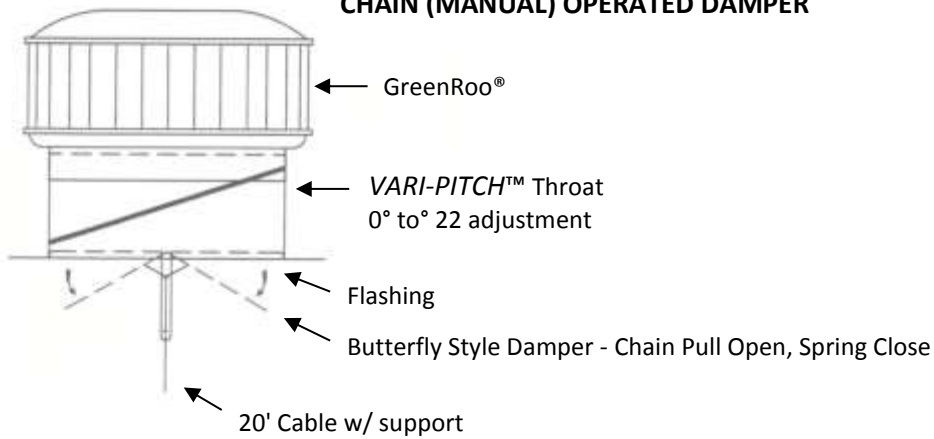 CHAIN (MANUAL) OPERATED DAMPER
GreenRoo®
VARI-PITCH™ Throat
0° to° 22 adjustment
Flashing
Butterfly Style Damper - Chain Pull Open, Spring Close
20' Cable w/ support